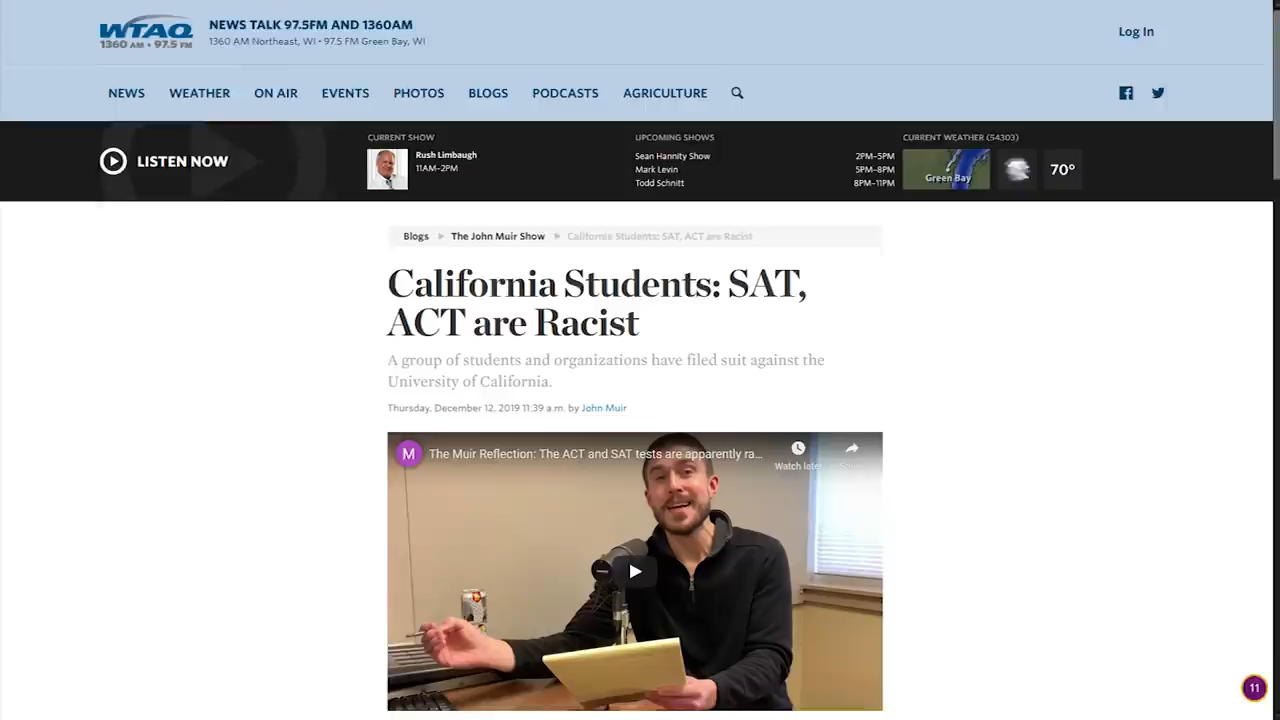 WTAQ
1360 AM • 97.5 FM
NEWS TALK 97.5FM AND 1360AM
1360 AM Northeast, WI • 97.5 FM Green Bay, WI
Log In
NEWS WEATHER ON AIR EVENTS PHOTOS BLOGS PODCASTS AGRICULTURE
LISTEN NOW
CURRENT SHOW
Rush Limbaugh
11AM–2PM
UPCOMING SHOWS
Sean Hannity Show 2PM–5PM
Mark Levin 5PM–8PM
Todd Schnitt 8PM–11PM
CURRENT WEATHER (54303)
Green Bay
70°
Blogs The John Muir Show California Students: SAT, ACT are Racist
California Students: SAT,
ACT are Racist
A group of students and organizations have filed suit against the
University of California.
Thursday, December 12, 2019 11:39 a.m. by John Muir
M The Muir Reflection: The ACT and SAT tests are apparently ra...
Watch later
11